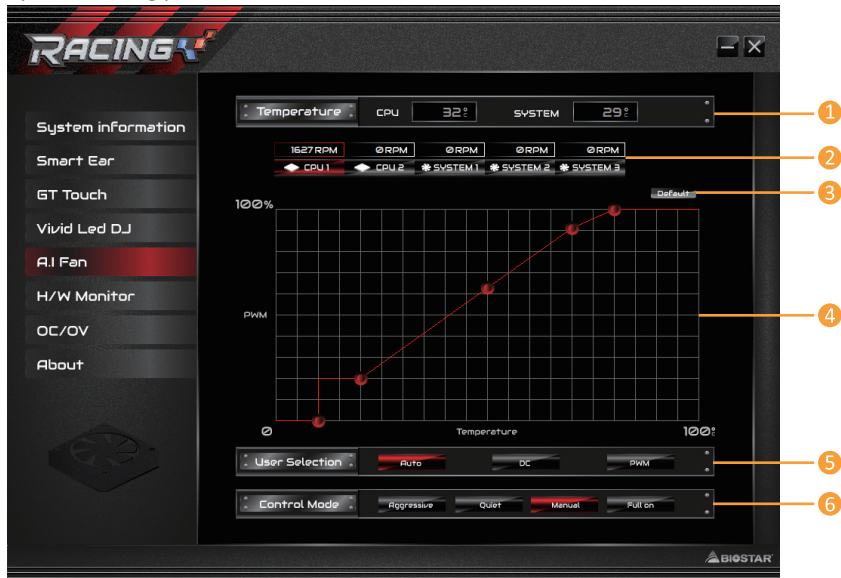 RACING
Temperature CPU 32°C SYSTEM 29°C 1
1627 RPM 0 RPM 0 RPM 0 RPM 0 RPM
CPU 1 CPU 2 SYSTEM 1 SYSTEM 2 SYSTEM 3 2
Default 3
System information
Smart Ear
GT Touch
Vivid Led DJ
A.I Fan
H/W Monitor
OC/OV
About
100%
PWM 4
0 Temperature 100°C
User Selection Auto DC PWM 5
Control Mode Aggressive Quiet Manual Full on 6
BIOSTAR